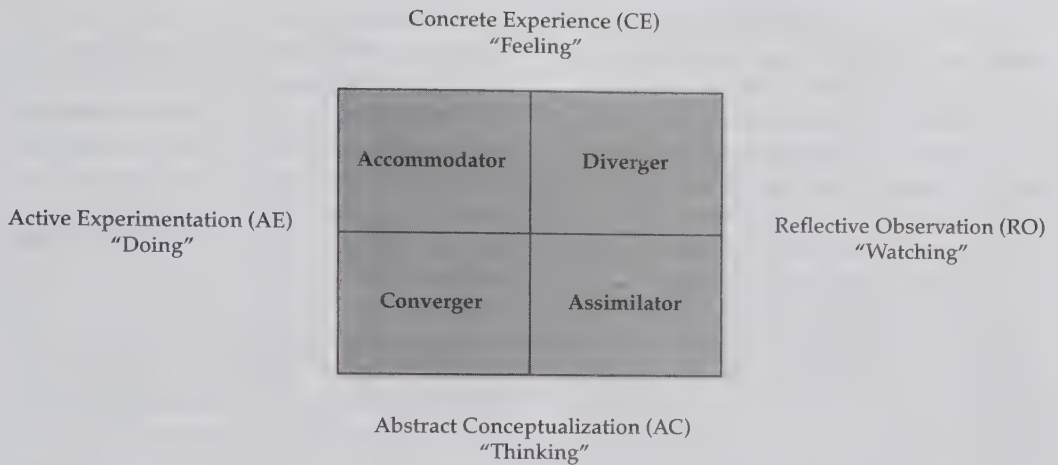 Concrete Experience (CE)
"Feeling"
Accommodator
Diverger
Active Experimentation (AE)
"Doing"
Reflective Observation (RO)
"Watching"
Converger
Assimilator
Abstract Conceptualization (AC)
"Thinking"